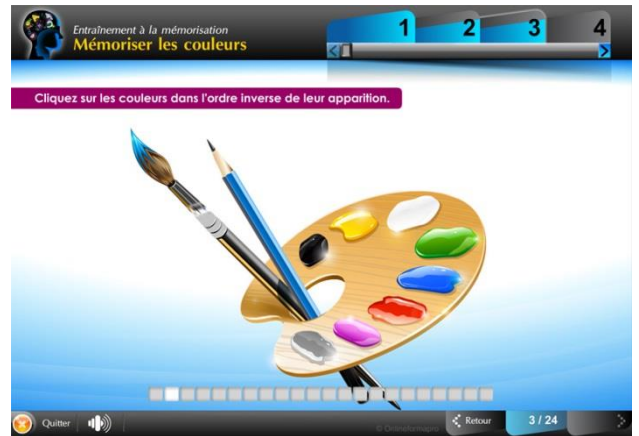 Entraînement à la mémorisation
Mémoriser les couleurs
1 2 3 4
Cliquez sur les couleurs dans l'ordre inverse de leur apparition.
Quitter
© Onlineformapro
Retour
3 / 24